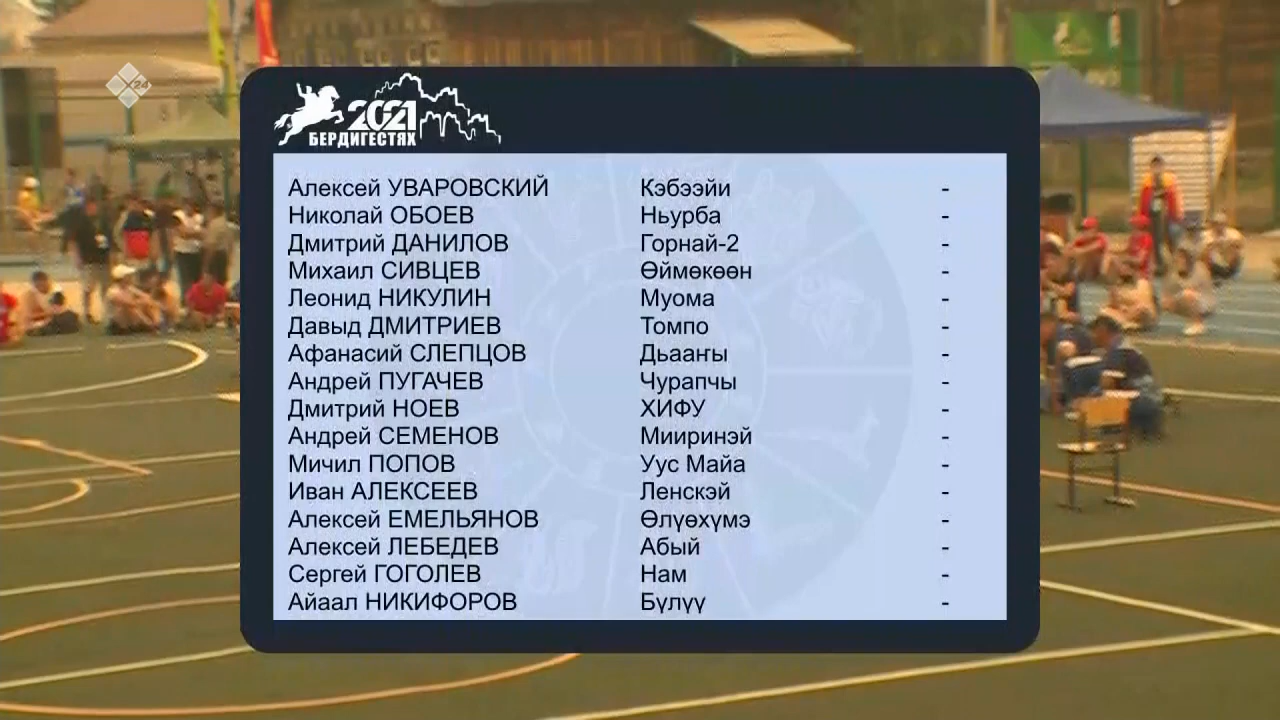 Х24
2021
БЕРДИГЕСТЯХ
Алексей УВАРОВСКИЙ Кэбээйи -
Николай ОБОЕВ Ньурба -
Дмитрий ДАНИЛОВ Горнай-2 -
Михаил СИВЦЕВ Өймөкөөн -
Леонид НИКУЛИН Муома -
Давыд ДМИТРИЕВ Томпо -
Афанасий СЛЕПЦОВ Дьааҥы -
Андрей ПУГАЧЕВ Чурапчы -
Дмитрий НОЕВ ХИФУ -
Андрей СЕМЕНОВ Мииринэй -
Мичил ПОПОВ Уус Майа -
Иван АЛЕКСЕЕВ Ленскэй -
Алексей ЕМЕЛЬЯНОВ Өлүөхүмэ -
Алексей ЛЕБЕДЕВ Абый -
Сергей ГОГОЛЕВ Нам -
Айаал НИКИФОРОВ Бүлүү -